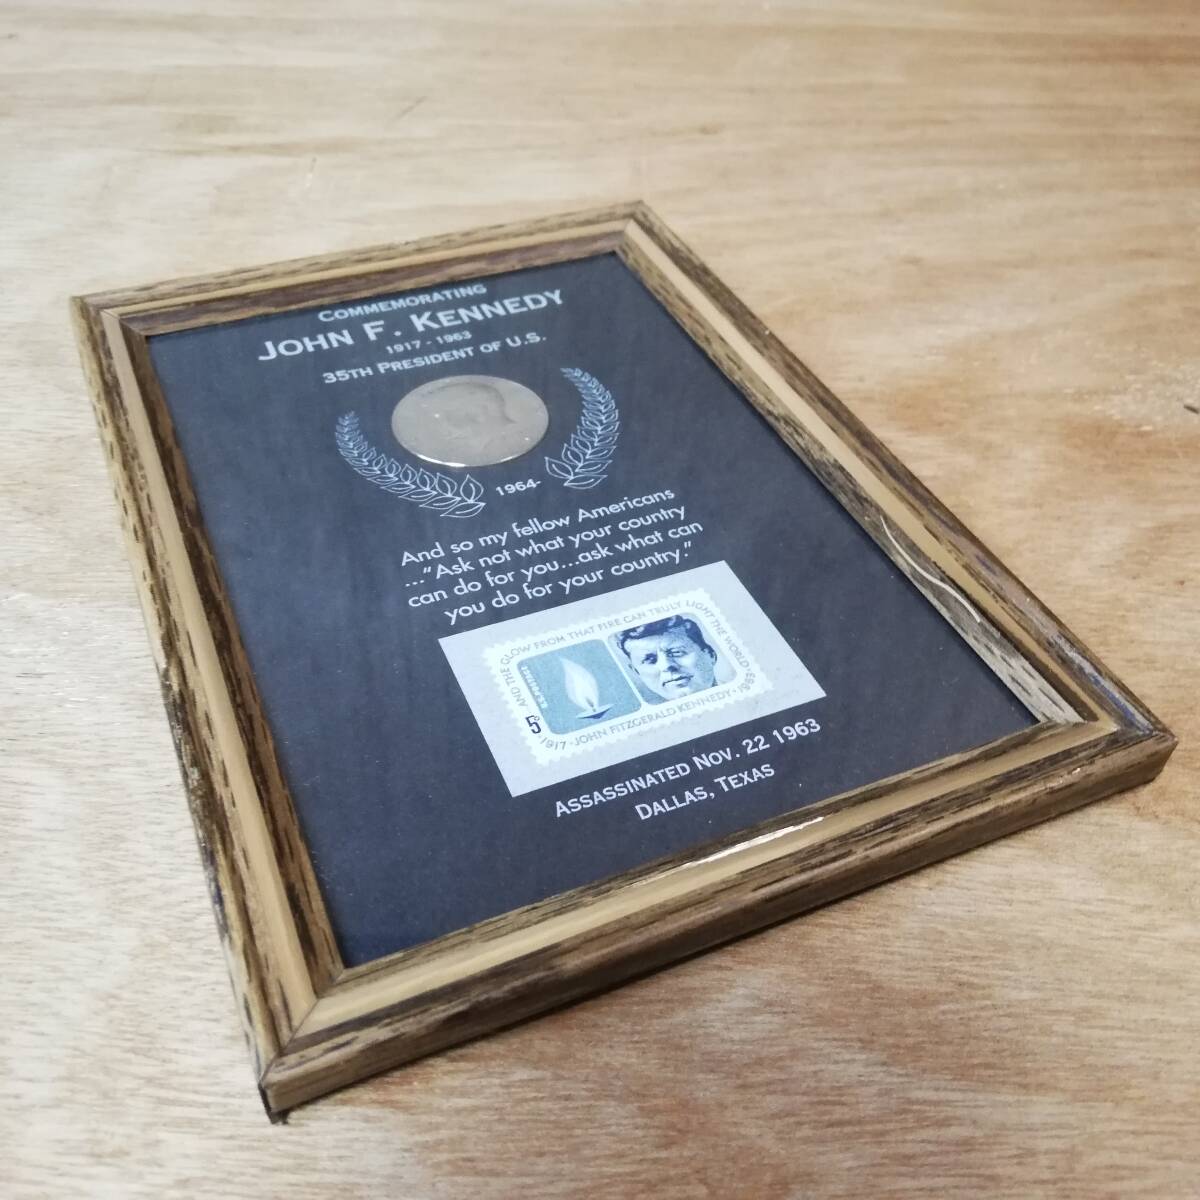 COMMEMORATING
JOHN F. KENNEDY
1917 - 1963
35TH PRESIDENT OF U.S.
1964-
And so my fellow Americans
..."Ask not what your country
can do for you...ask what can
you do for your country."
AND THE GLOW FROM THAT FIRE CAN TRULY LIGHT THE WORLD
U.S. POSTAGE
5¢
1917 · JOHN FITZGERALD KENNEDY · 1963
ASSASSINATED NOV. 22 1963
DALLAS, TEXAS